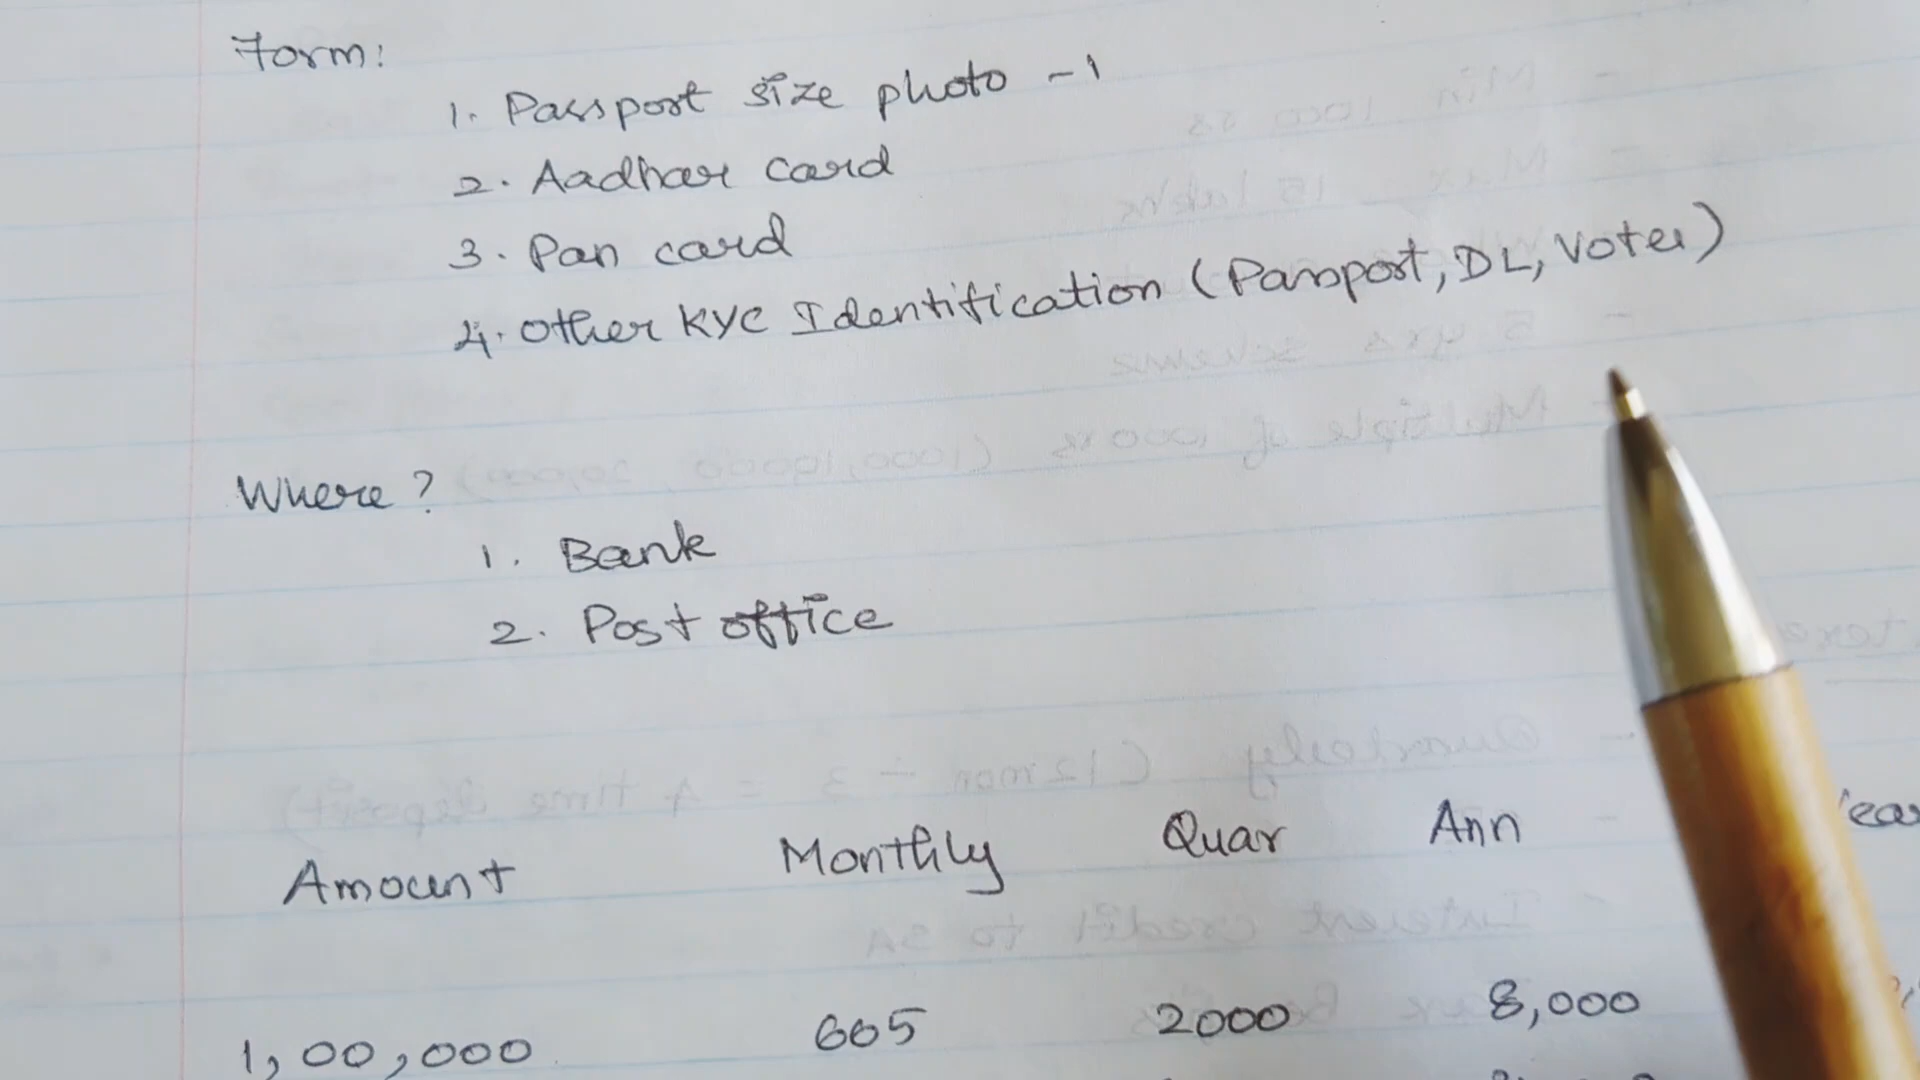 Form:
1. Passport size photo - 1
2. Aadhar card
3. Pan card
4. Other KYC Identification (Passport, DL, Voter)
Where ?
1. Bank
2. Post office
Amount Monthly Quar Ann
1,00,000 665 2000 8,000